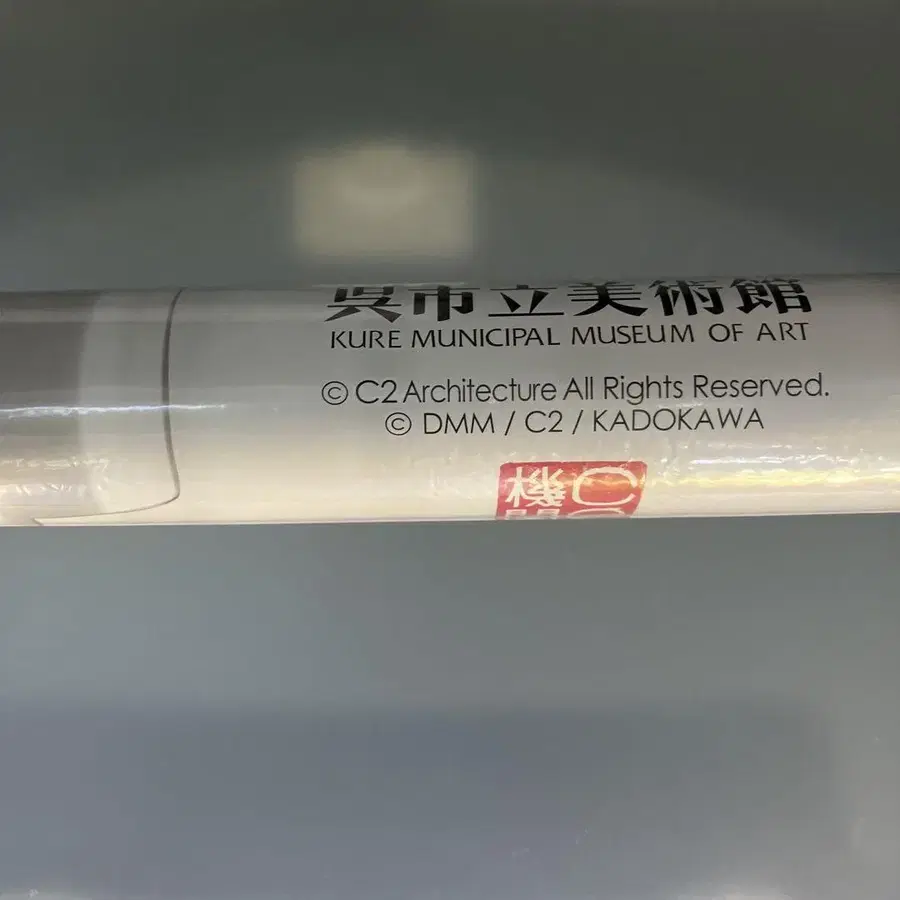 呉市立美術館
KURE MUNICIPAL MUSEUM OF ART
© C2 Architecture All Rights Reserved.
© DMM / C2 / KADOKAWA
機